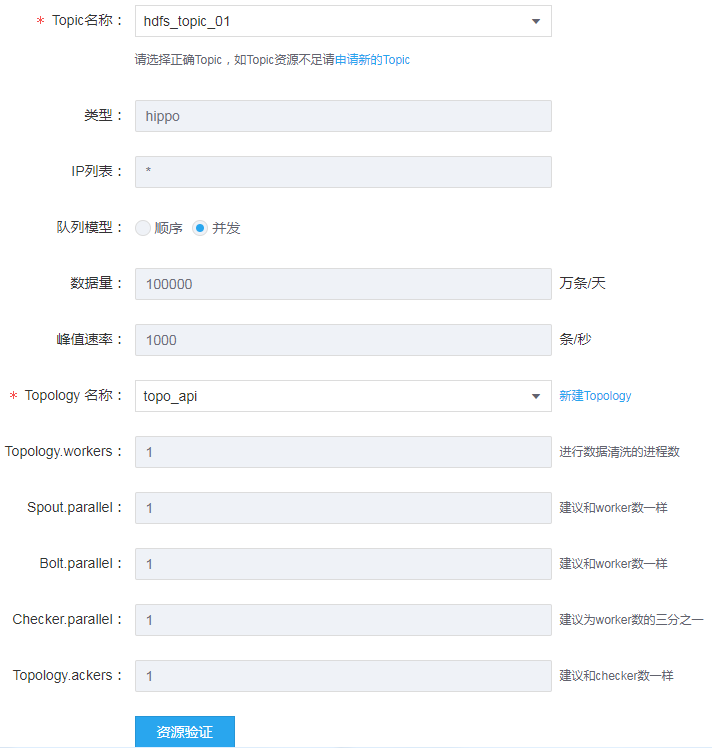 * Topic名称： hdfs_topic_01
请选择正确Topic，如Topic资源不足请申请新的Topic
类型： hippo
IP列表： *
队列模型： 顺序 并发
数据量： 100000 万条/天
峰值速率： 1000 条/秒
* Topology 名称： topo_api 新建Topology
Topology.workers： 1 进行数据清洗的进程数
Spout.parallel： 1 建议和worker数一样
Bolt.parallel： 1 建议和worker数一样
Checker.parallel： 1 建议为worker数的三分之一
Topology.ackers： 1 建议和checker数一样
资源验证